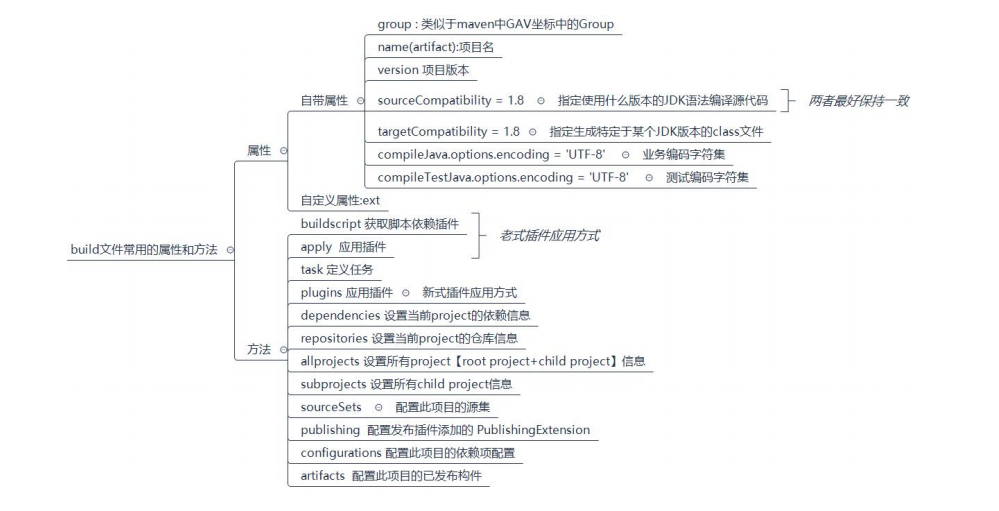 group : 类似于maven中GAV坐标中的Group
name(artifact):项目名
version 项目版本
自带属性
sourceCompatibility = 1.8 指定使用什么版本的JDK语法编译源代码
两者最好保持一致
targetCompatibility = 1.8 指定生成特定于某个JDK版本的class文件
属性
compileJava.options.encoding = 'UTF-8' 业务编码字符集
compileTestJava.options.encoding = 'UTF-8' 测试编码字符集
自定义属性:ext
build文件常用的属性和方法
buildscript 获取脚本依赖插件
老式插件应用方式
apply 应用插件
task 定义任务
plugins 应用插件 新式插件应用方式
dependencies 设置当前project的依赖信息
repositories 设置当前project的仓库信息
方法
allprojects 设置所有project【root project+child project】信息
subprojects 设置所有child project信息
sourceSets 配置此项目的源集
publishing 配置发布插件添加的 PublishingExtension
configurations 配置此项目的依赖项配置
artifacts 配置此项目的已发布构件